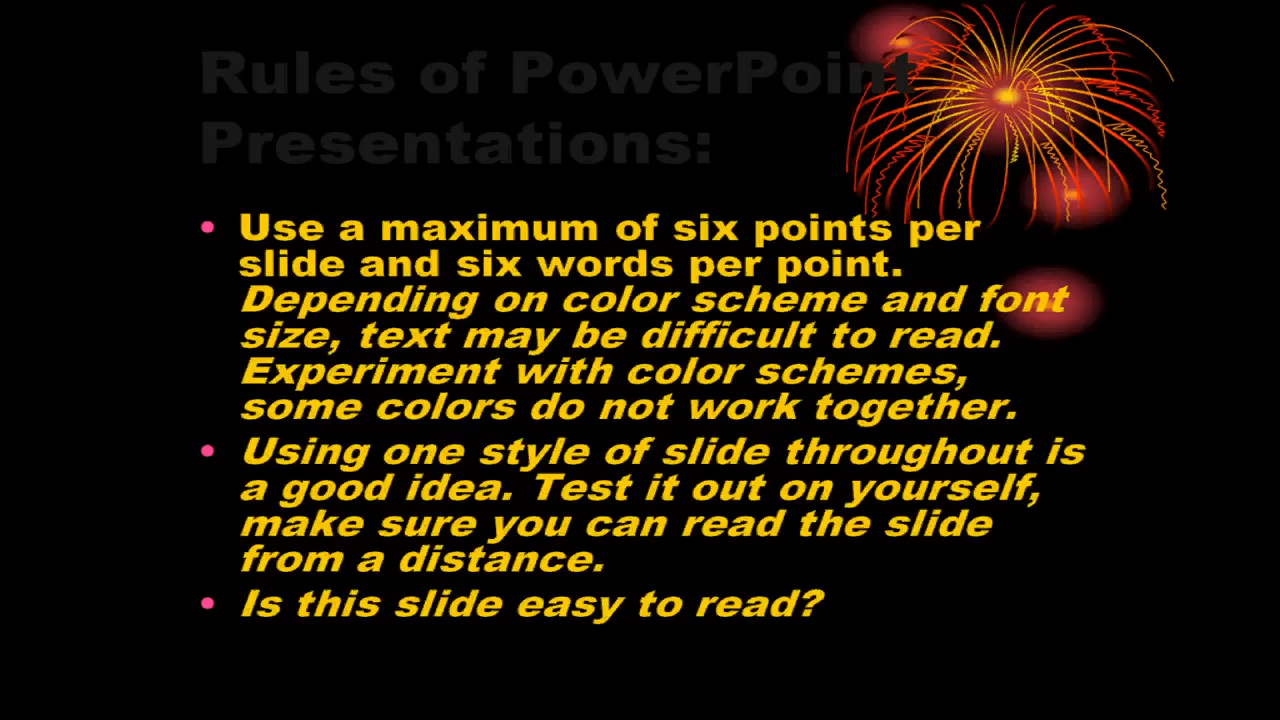 Rules of PowerPoint
Presentations:
• Use a maximum of six points per
slide and six words per point.
Depending on color scheme and font
size, text may be difficult to read.
Experiment with color schemes,
some colors do not work together.
• Using one style of slide throughout is
a good idea. Test it out on yourself,
make sure you can read the slide
from a distance.
• Is this slide easy to read?